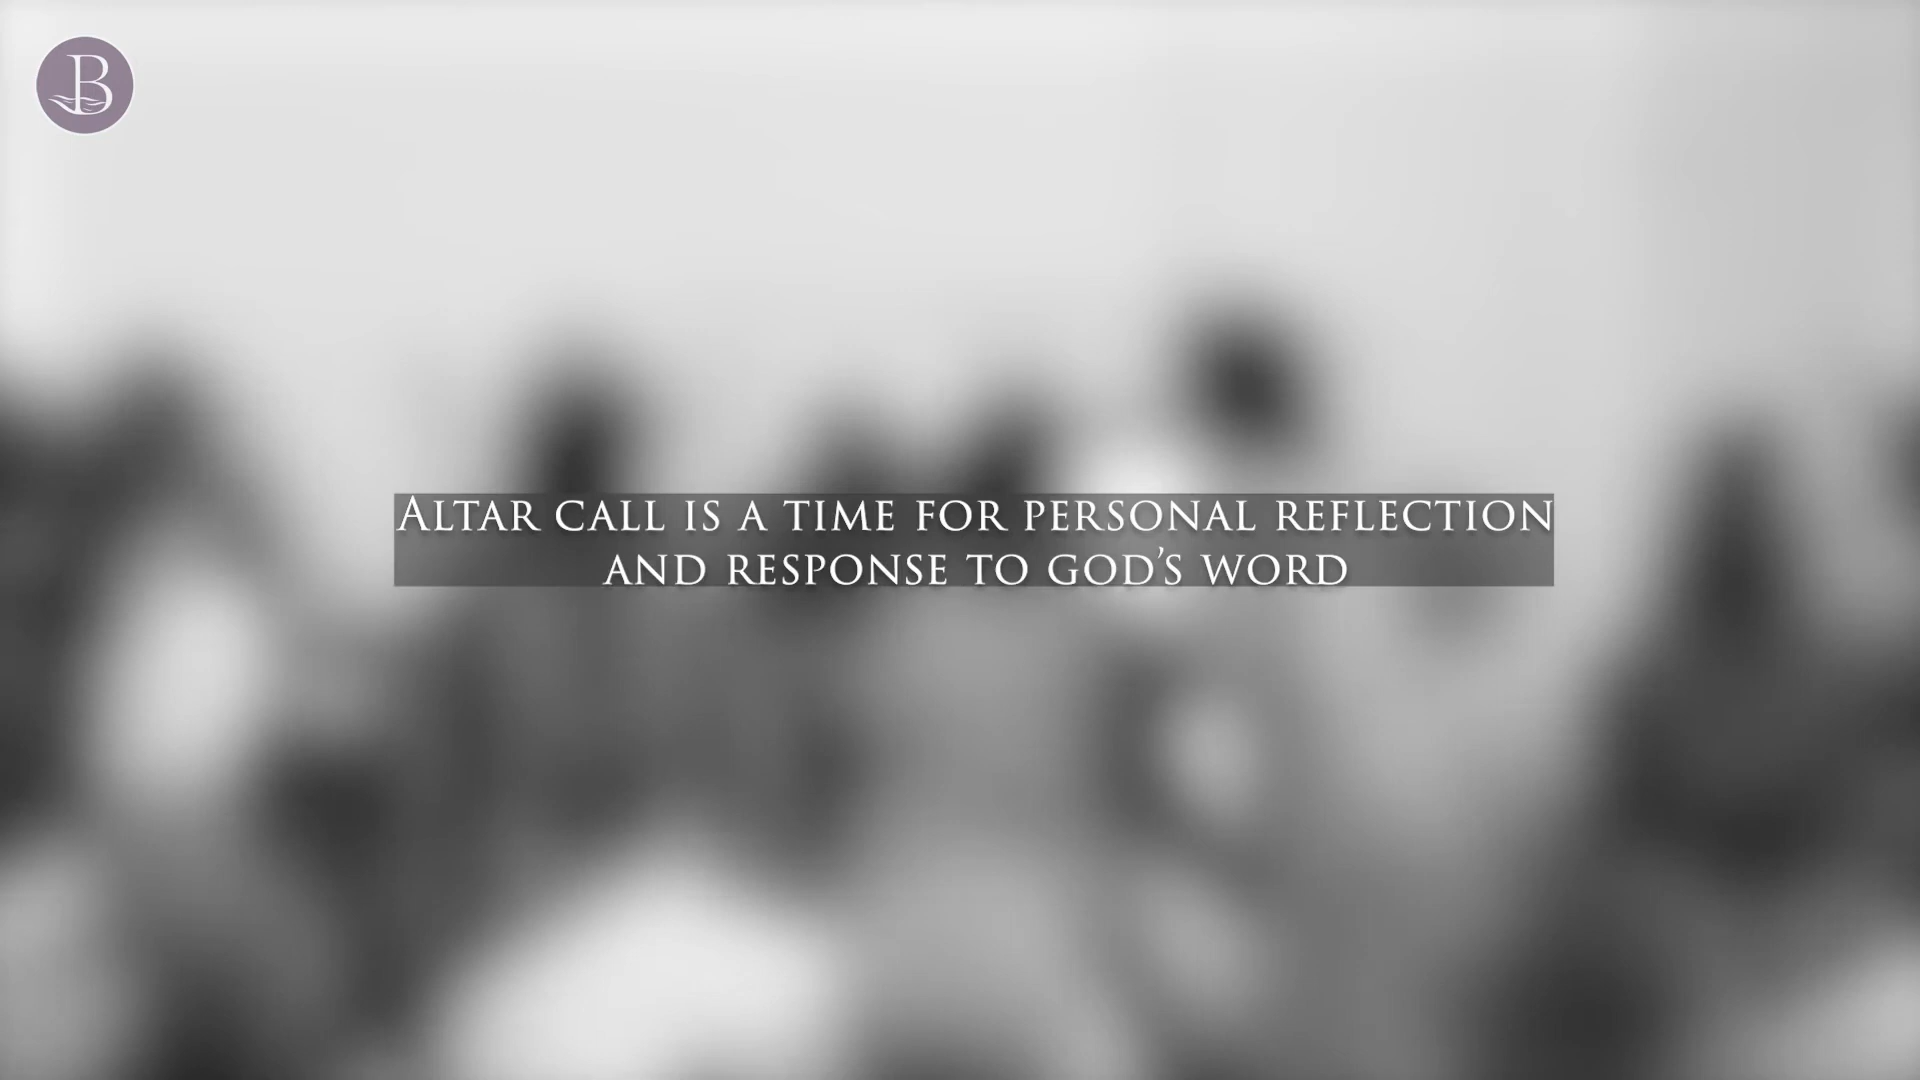 B
Altar call is a time for personal reflection
and response to God's word